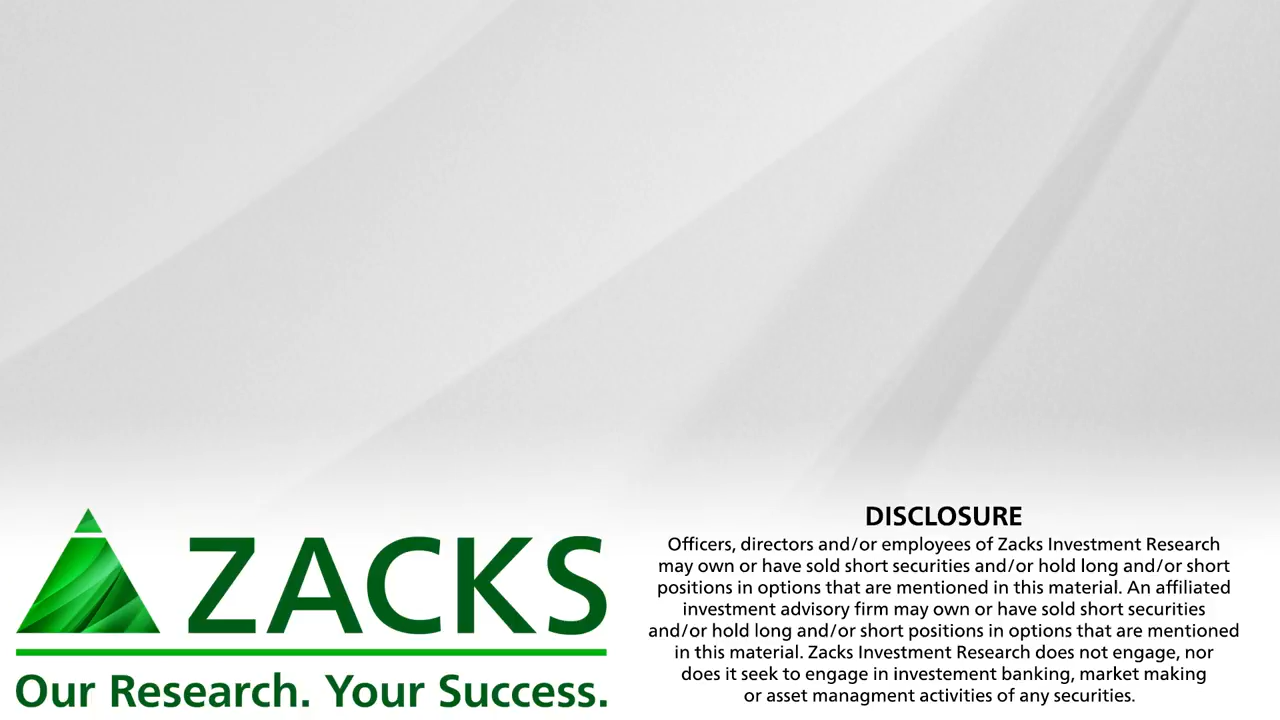 ZACKS
Our Research. Your Success.
DISCLOSURE
Officers, directors and/or employees of Zacks Investment Research
may own or have sold short securities and/or hold long and/or short
positions in options that are mentioned in this material. An affiliated
investment advisory firm may own or have sold short securities
and/or hold long and/or short positions in options that are mentioned
in this material. Zacks Investment Research does not engage, nor
does it seek to engage in investement banking, market making
or asset managment activities of any securities.